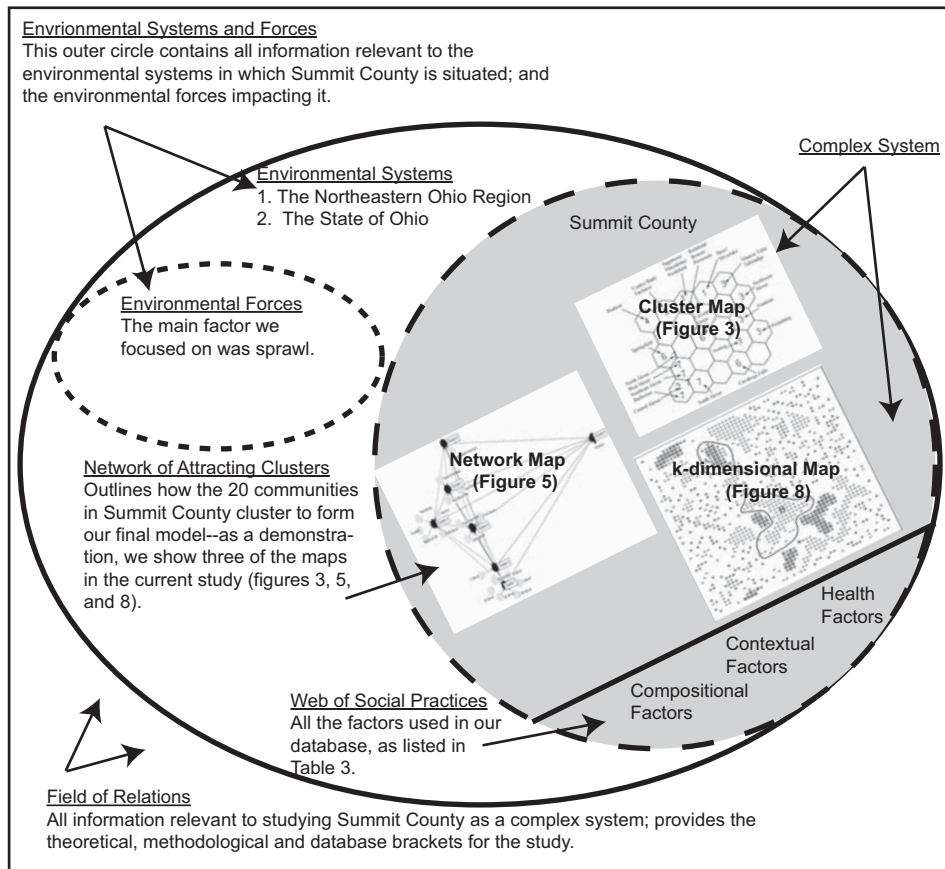 Envrionmental Systems and Forces
This outer circle contains all information relevant to the
environmental systems in which Summit County is situated; and
the environmental forces impacting it.
Complex System
Environmental Systems
1. The Northeastern Ohio Region
2. The State of Ohio
Summit County
Environmental Forces
The main factor we
focused on was sprawl.
Cluster Map
(Figure 3)
Network of Attracting Clusters
Outlines how the 20 communities
in Summit County cluster to form
our final model--as a demonstra-
tion, we show three of the maps
in the current study (figures 3, 5,
and 8).
Network Map
(Figure 5)
k-dimensional Map
(Figure 8)
Health
Factors
Contextual
Factors
Compositional
Factors
Web of Social Practices
All the factors used in our
database, as listed in
Table 3.
Field of Relations
All information relevant to studying Summit County as a complex system; provides the
theoretical, methodological and database brackets for the study.